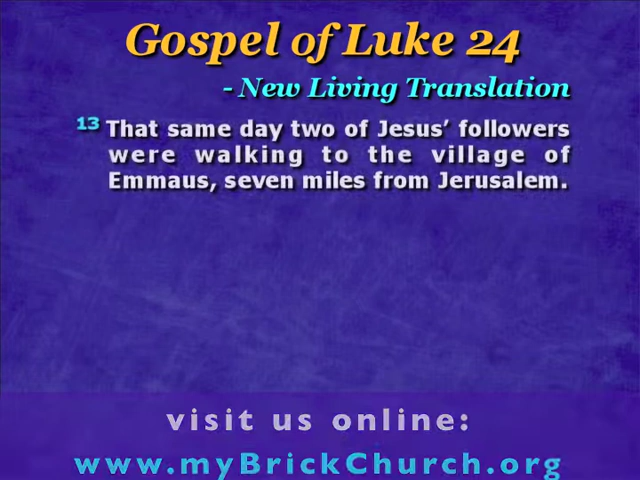 Gospel of Luke 24
- New Living Translation
13 That same day two of Jesus’ followers
were walking to the village of
Emmaus, seven miles from Jerusalem.
visit us online:
www.myBrickChurch.org